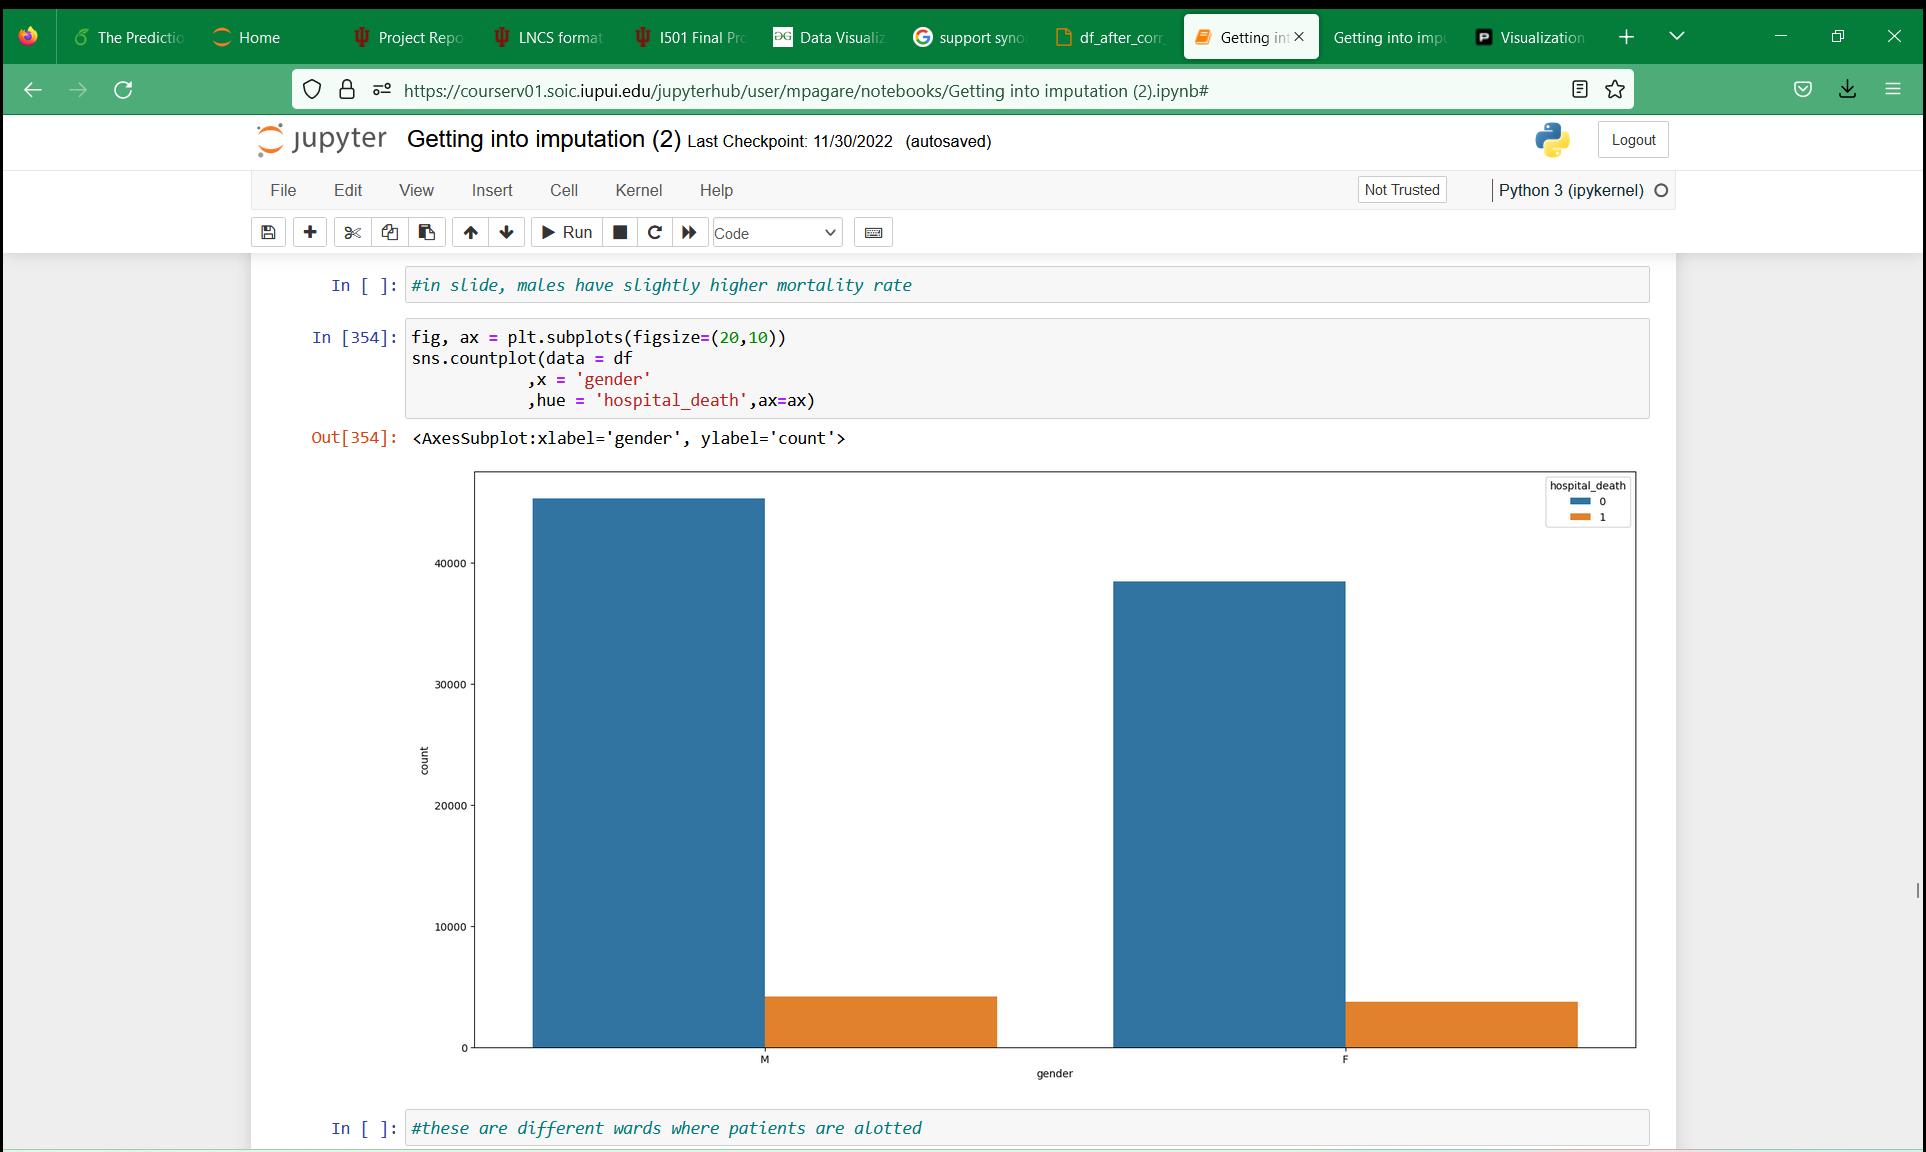 The Predictio
Home
Project Repo
LNCS format
I501 Final Pro
Data Visualiz
support syno
df_after_corr_
Getting int
Getting into impu
Visualization
https://courserv01.soic.iupui.edu/jupyterhub/user/mpagare/notebooks/Getting into imputation (2).ipynb#
jupyter Getting into imputation (2) Last Checkpoint: 11/30/2022 (autosaved)
Logout
File Edit View Insert Cell Kernel Help
Not Trusted
Python 3 (ipykernel)
Run
Code
In [ ]: #in slide, males have slightly higher mortality rate
In [354]: fig, ax = plt.subplots(figsize=(20,10))
sns.countplot(data = df
,x = 'gender'
,hue = 'hospital_death',ax=ax)
Out[354]: <AxesSubplot:xlabel='gender', ylabel='count'>
hospital_death
0
1
40000
30000
20000
10000
0
count
M
F
gender
In [ ]: #these are different wards where patients are alotted